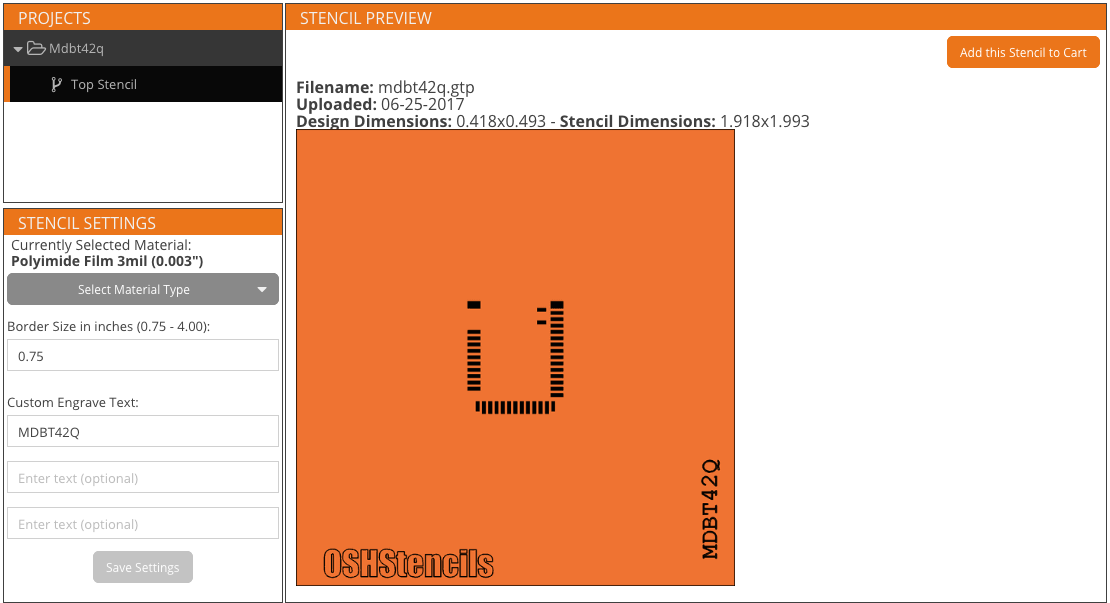 PROJECTS
Mdbt42q
Top Stencil
STENCIL SETTINGS
Currently Selected Material:
Polyimide Film 3mil (0.003")
Select Material Type
Border Size in inches (0.75 - 4.00):
0.75
Custom Engrave Text:
MDBT42Q
Enter text (optional)
Enter text (optional)
Save Settings
STENCIL PREVIEW
Add this Stencil to Cart
Filename: mdbt42q.gtp
Uploaded: 06-25-2017
Design Dimensions: 0.418x0.493 - Stencil Dimensions: 1.918x1.993
MDBT42Q
OSHStencils